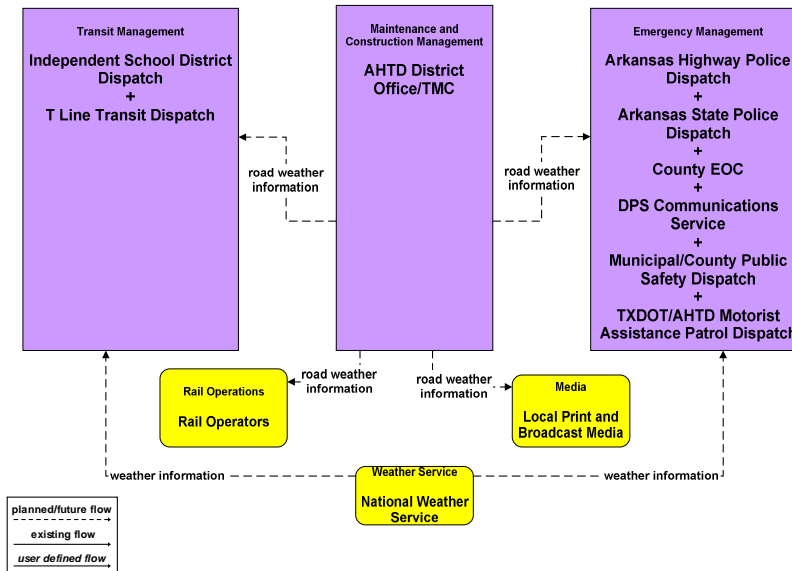 Transit Management
Independent School District
Dispatch
+
T Line Transit Dispatch
Maintenance and
Construction Management
AHTD District
Office/TMC
Emergency Management
Arkansas Highway Police
Dispatch
+
Arkansas State Police
Dispatch
+
County EOC
+
DPS Communications
Service
+
Municipal/County Public
Safety Dispatch
+
TXDOT/AHTD Motorist
Assistance Patrol Dispatch
road weather
information
road weather
information
road weather
information
road weather
information
Rail Operations
Rail Operators
Media
Local Print and
Broadcast Media
weather information
Weather Service
National Weather
Service
weather information
planned/future flow
existing flow
user defined flow